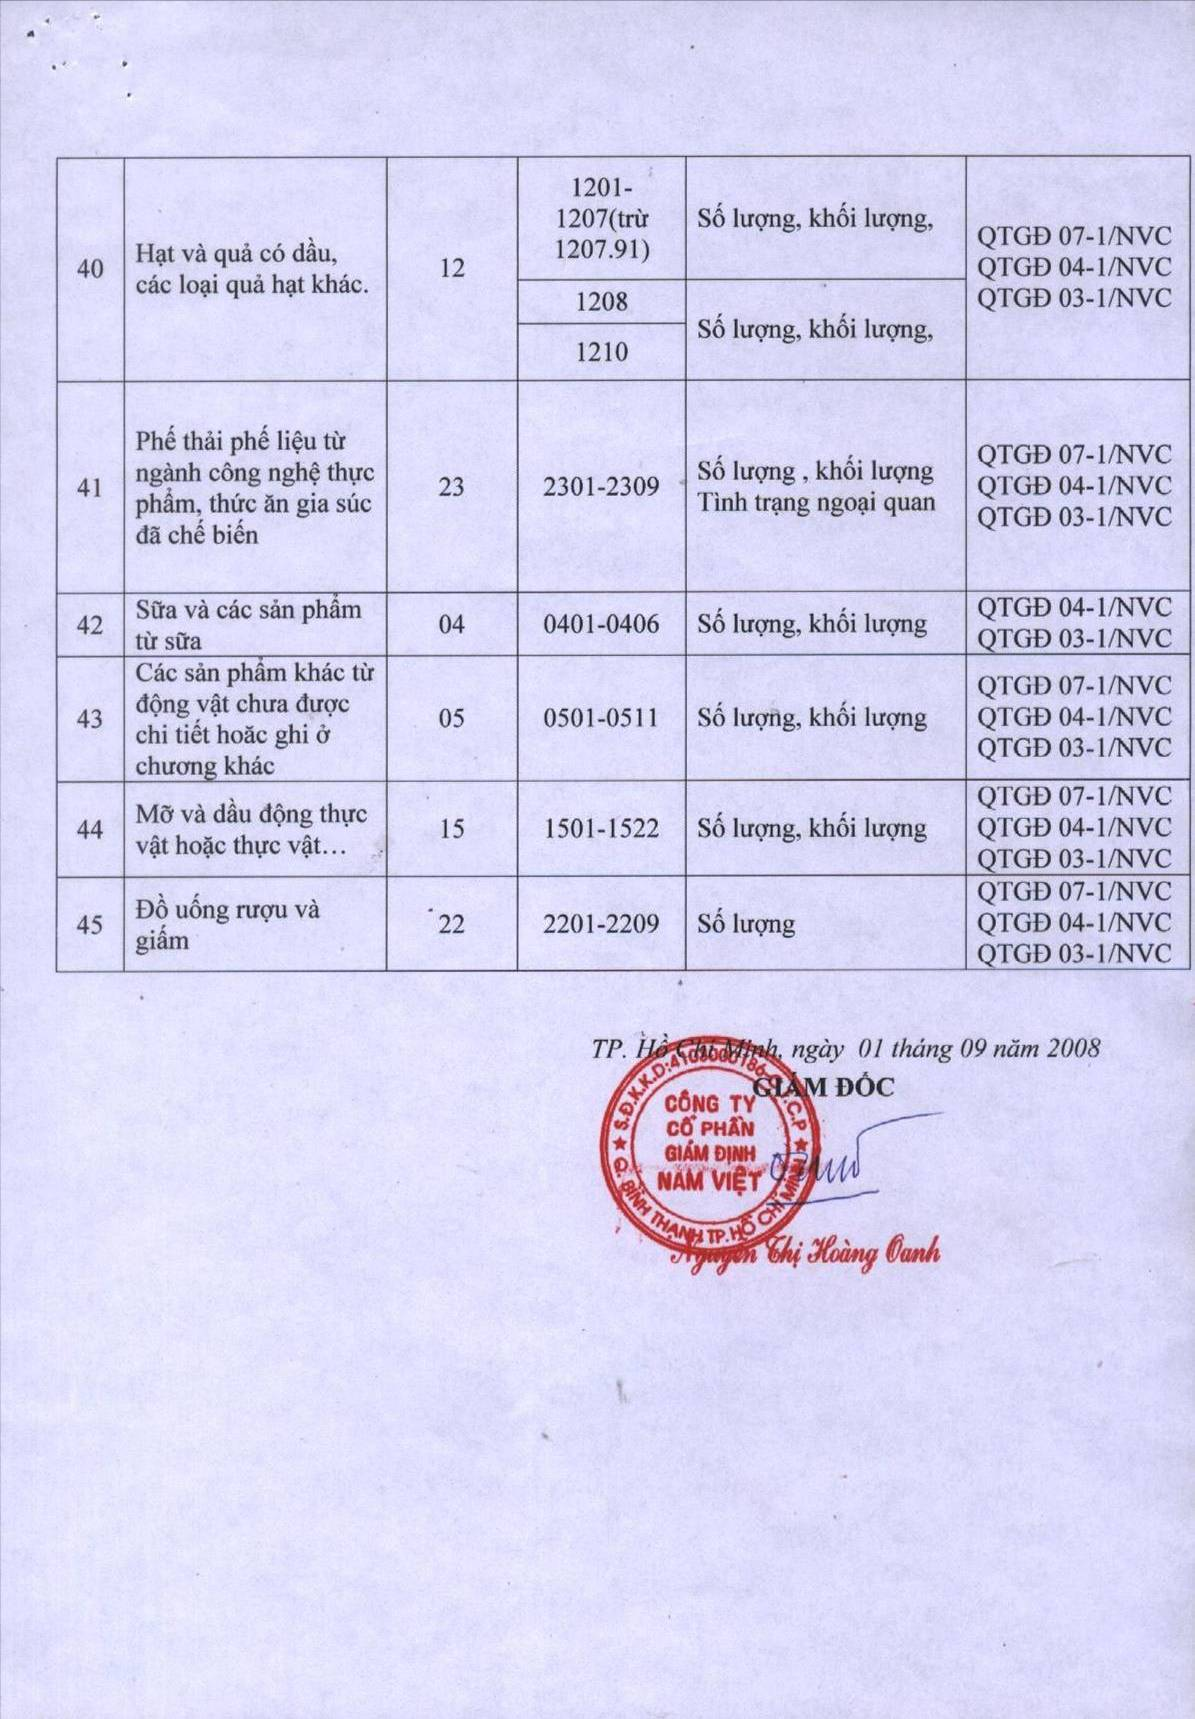 40
Hạt và quả có dầu,
các loại quả hạt khác.
12
1201-
1207(trừ
1207.91)
Số lượng, khối lượng,
1208
1210
Số lượng, khối lượng,
QTGĐ 07-1/NVC
QTGĐ 04-1/NVC
QTGĐ 03-1/NVC
41
Phế thải phế liệu từ
ngành công nghệ thực
phẩm, thức ăn gia súc
đã chế biến
23
2301-2309
Số lượng , khối lượng
Tình trạng ngoại quan
QTGĐ 07-1/NVC
QTGĐ 04-1/NVC
QTGĐ 03-1/NVC
42
Sữa và các sản phẩm
từ sữa
04
0401-0406
Số lượng, khối lượng
QTGĐ 04-1/NVC
QTGĐ 03-1/NVC
43
Các sản phẩm khác từ
động vật chưa được
chi tiết hoăc ghi ở
chương khác
05
0501-0511
Số lượng, khối lượng
QTGĐ 07-1/NVC
QTGĐ 04-1/NVC
QTGĐ 03-1/NVC
44
Mỡ và dầu động thực
vật hoặc thực vật…
15
1501-1522
Số lượng, khối lượng
QTGĐ 07-1/NVC
QTGĐ 04-1/NVC
QTGĐ 03-1/NVC
45
Đồ uống rượu và
giấm
22
2201-2209
Số lượng
QTGĐ 07-1/NVC
QTGĐ 04-1/NVC
QTGĐ 03-1/NVC
TP. Hồ Chí Minh, ngày 01 tháng 09 năm 2008
GIÁM ĐỐC
S.Đ.K.K.D:4103000186-C.T.C.P
CÔNG TY
CỔ PHẦN
GIÁM ĐỊNH
NAM VIỆT
Q. BÌNH THẠNH TP. HỒ CHÍ MINH
Nguyễn Thị Hoàng Oanh